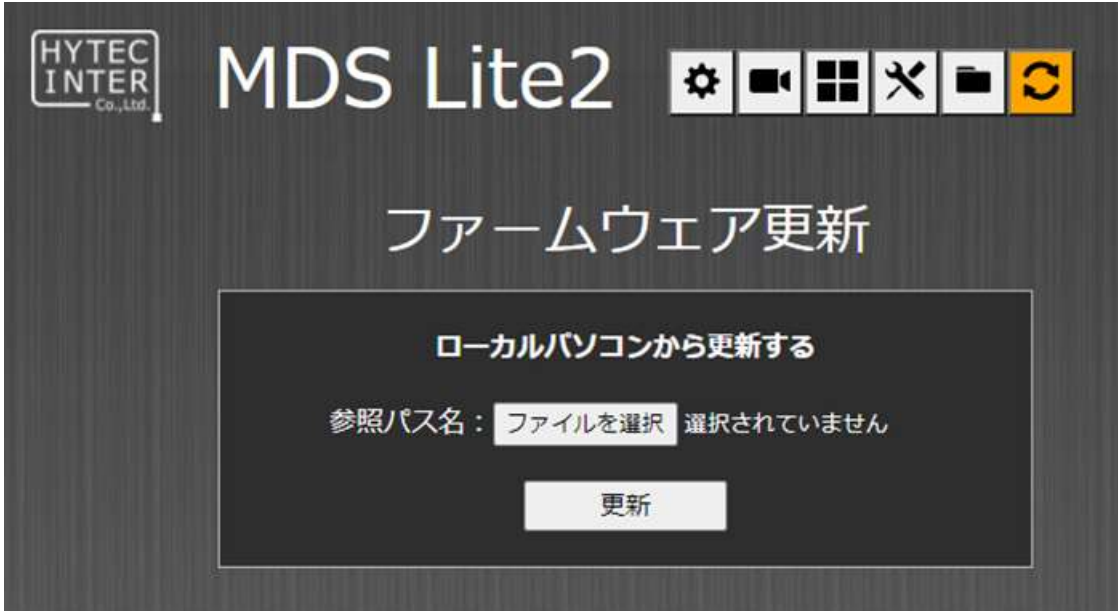 HYTEC
INTER
Co.,Ltd.
MDS Lite2
ファームウェア更新
ローカルパソコンから更新する
参照パス名：ファイルを選択 選択されていません
更新